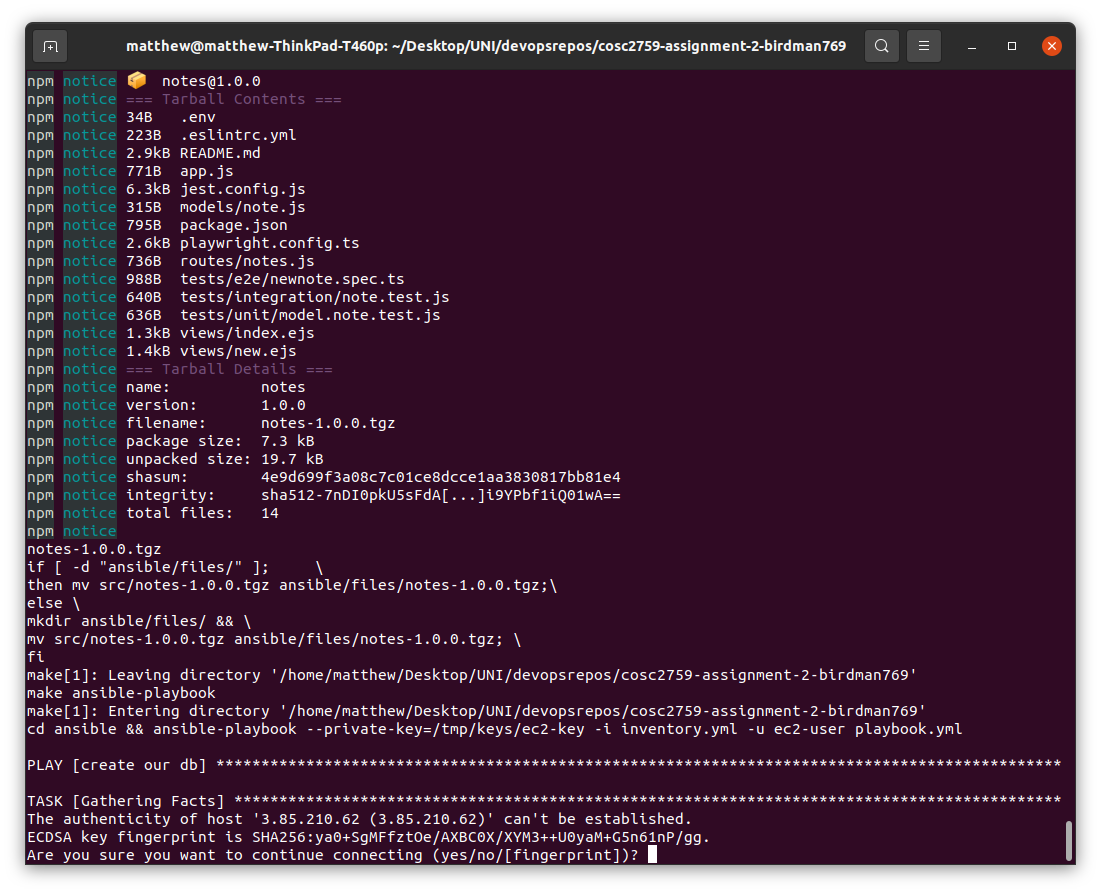 matthew@matthew-ThinkPad-T460p: ~/Desktop/UNI/devopsrepos/cosc2759-assignment-2-birdman769
npm notice 📦  notes@1.0.0
npm notice === Tarball Contents ===
npm notice 34B   .env
npm notice 223B  .eslintrc.yml
npm notice 2.9kB README.md
npm notice 771B  app.js
npm notice 6.3kB jest.config.js
npm notice 315B  models/note.js
npm notice 795B  package.json
npm notice 2.6kB playwright.config.ts
npm notice 736B  routes/notes.js
npm notice 988B  tests/e2e/newnote.spec.ts
npm notice 640B  tests/integration/note.test.js
npm notice 636B  tests/unit/model.note.test.js
npm notice 1.3kB views/index.ejs
npm notice 1.4kB views/new.ejs
npm notice === Tarball Details ===
npm notice name:          notes
npm notice version:       1.0.0
npm notice filename:      notes-1.0.0.tgz
npm notice package size:  7.3 kB
npm notice unpacked size: 19.7 kB
npm notice shasum:        4e9d699f3a08c7c01ce8dcce1aa3830817bb81e4
npm notice integrity:     sha512-7nDI0pkU5sFdA[...]i9YPbf1iQ01wA==
npm notice total files:   14
npm notice
notes-1.0.0.tgz
if [ -d "ansible/files/" ];     \
then mv src/notes-1.0.0.tgz ansible/files/notes-1.0.0.tgz;\
else \
mkdir ansible/files/ && \
mv src/notes-1.0.0.tgz ansible/files/notes-1.0.0.tgz; \
fi
make[1]: Leaving directory '/home/matthew/Desktop/UNI/devopsrepos/cosc2759-assignment-2-birdman769'
make ansible-playbook
make[1]: Entering directory '/home/matthew/Desktop/UNI/devopsrepos/cosc2759-assignment-2-birdman769'
cd ansible && ansible-playbook --private-key=/tmp/keys/ec2-key -i inventory.yml -u ec2-user playbook.yml
PLAY [create our db] **********************************************************************************************
TASK [Gathering Facts] ********************************************************************************************
The authenticity of host '3.85.210.62 (3.85.210.62)' can't be established.
ECDSA key fingerprint is SHA256:ya0+SgMFfztOe/AXBC0X/XYM3++U0yaM+G5n61nP/gg.
Are you sure you want to continue connecting (yes/no/[fingerprint])?